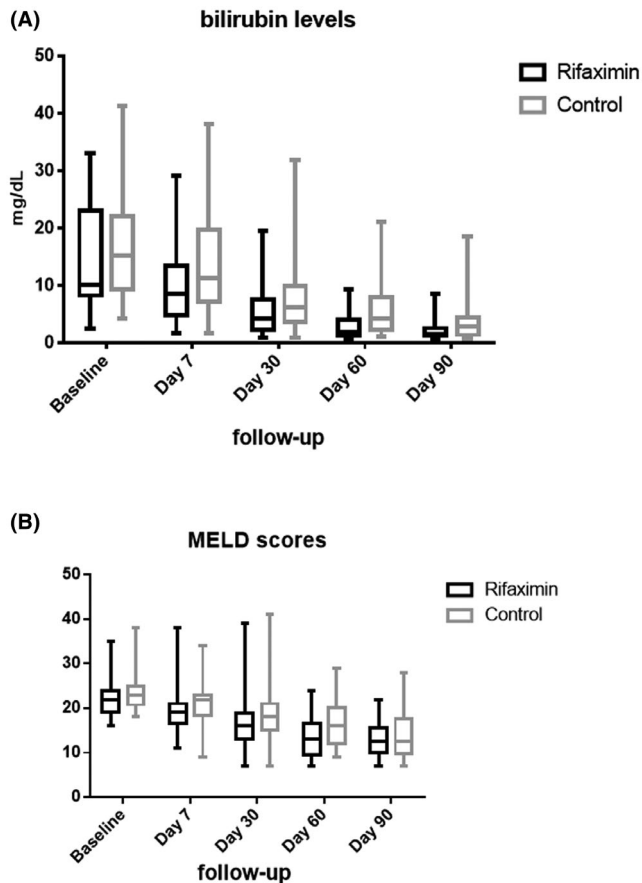 (A)
bilirubin levels
50
40
30
20
10
0
mg/dL
Rifaximin
Control
Baseline
Day 7
Day 30
Day 60
Day 90
follow-up
(B)
MELD scores
50
40
30
20
10
0
Rifaximin
Control
Baseline
Day 7
Day 30
Day 60
Day 90
follow-up